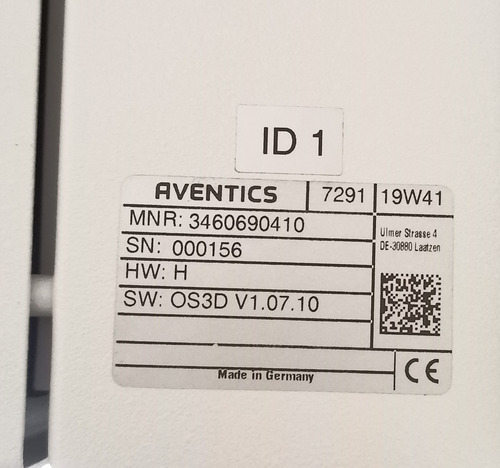 ID 1
AVENTICS 7291 19W41
MNR: 3460690410
SN: 000156
HW: H
SW: OS3D V1.07.10
Ulmer Strasse 4
DE-30880 Laatzen
CE
Made in Germany